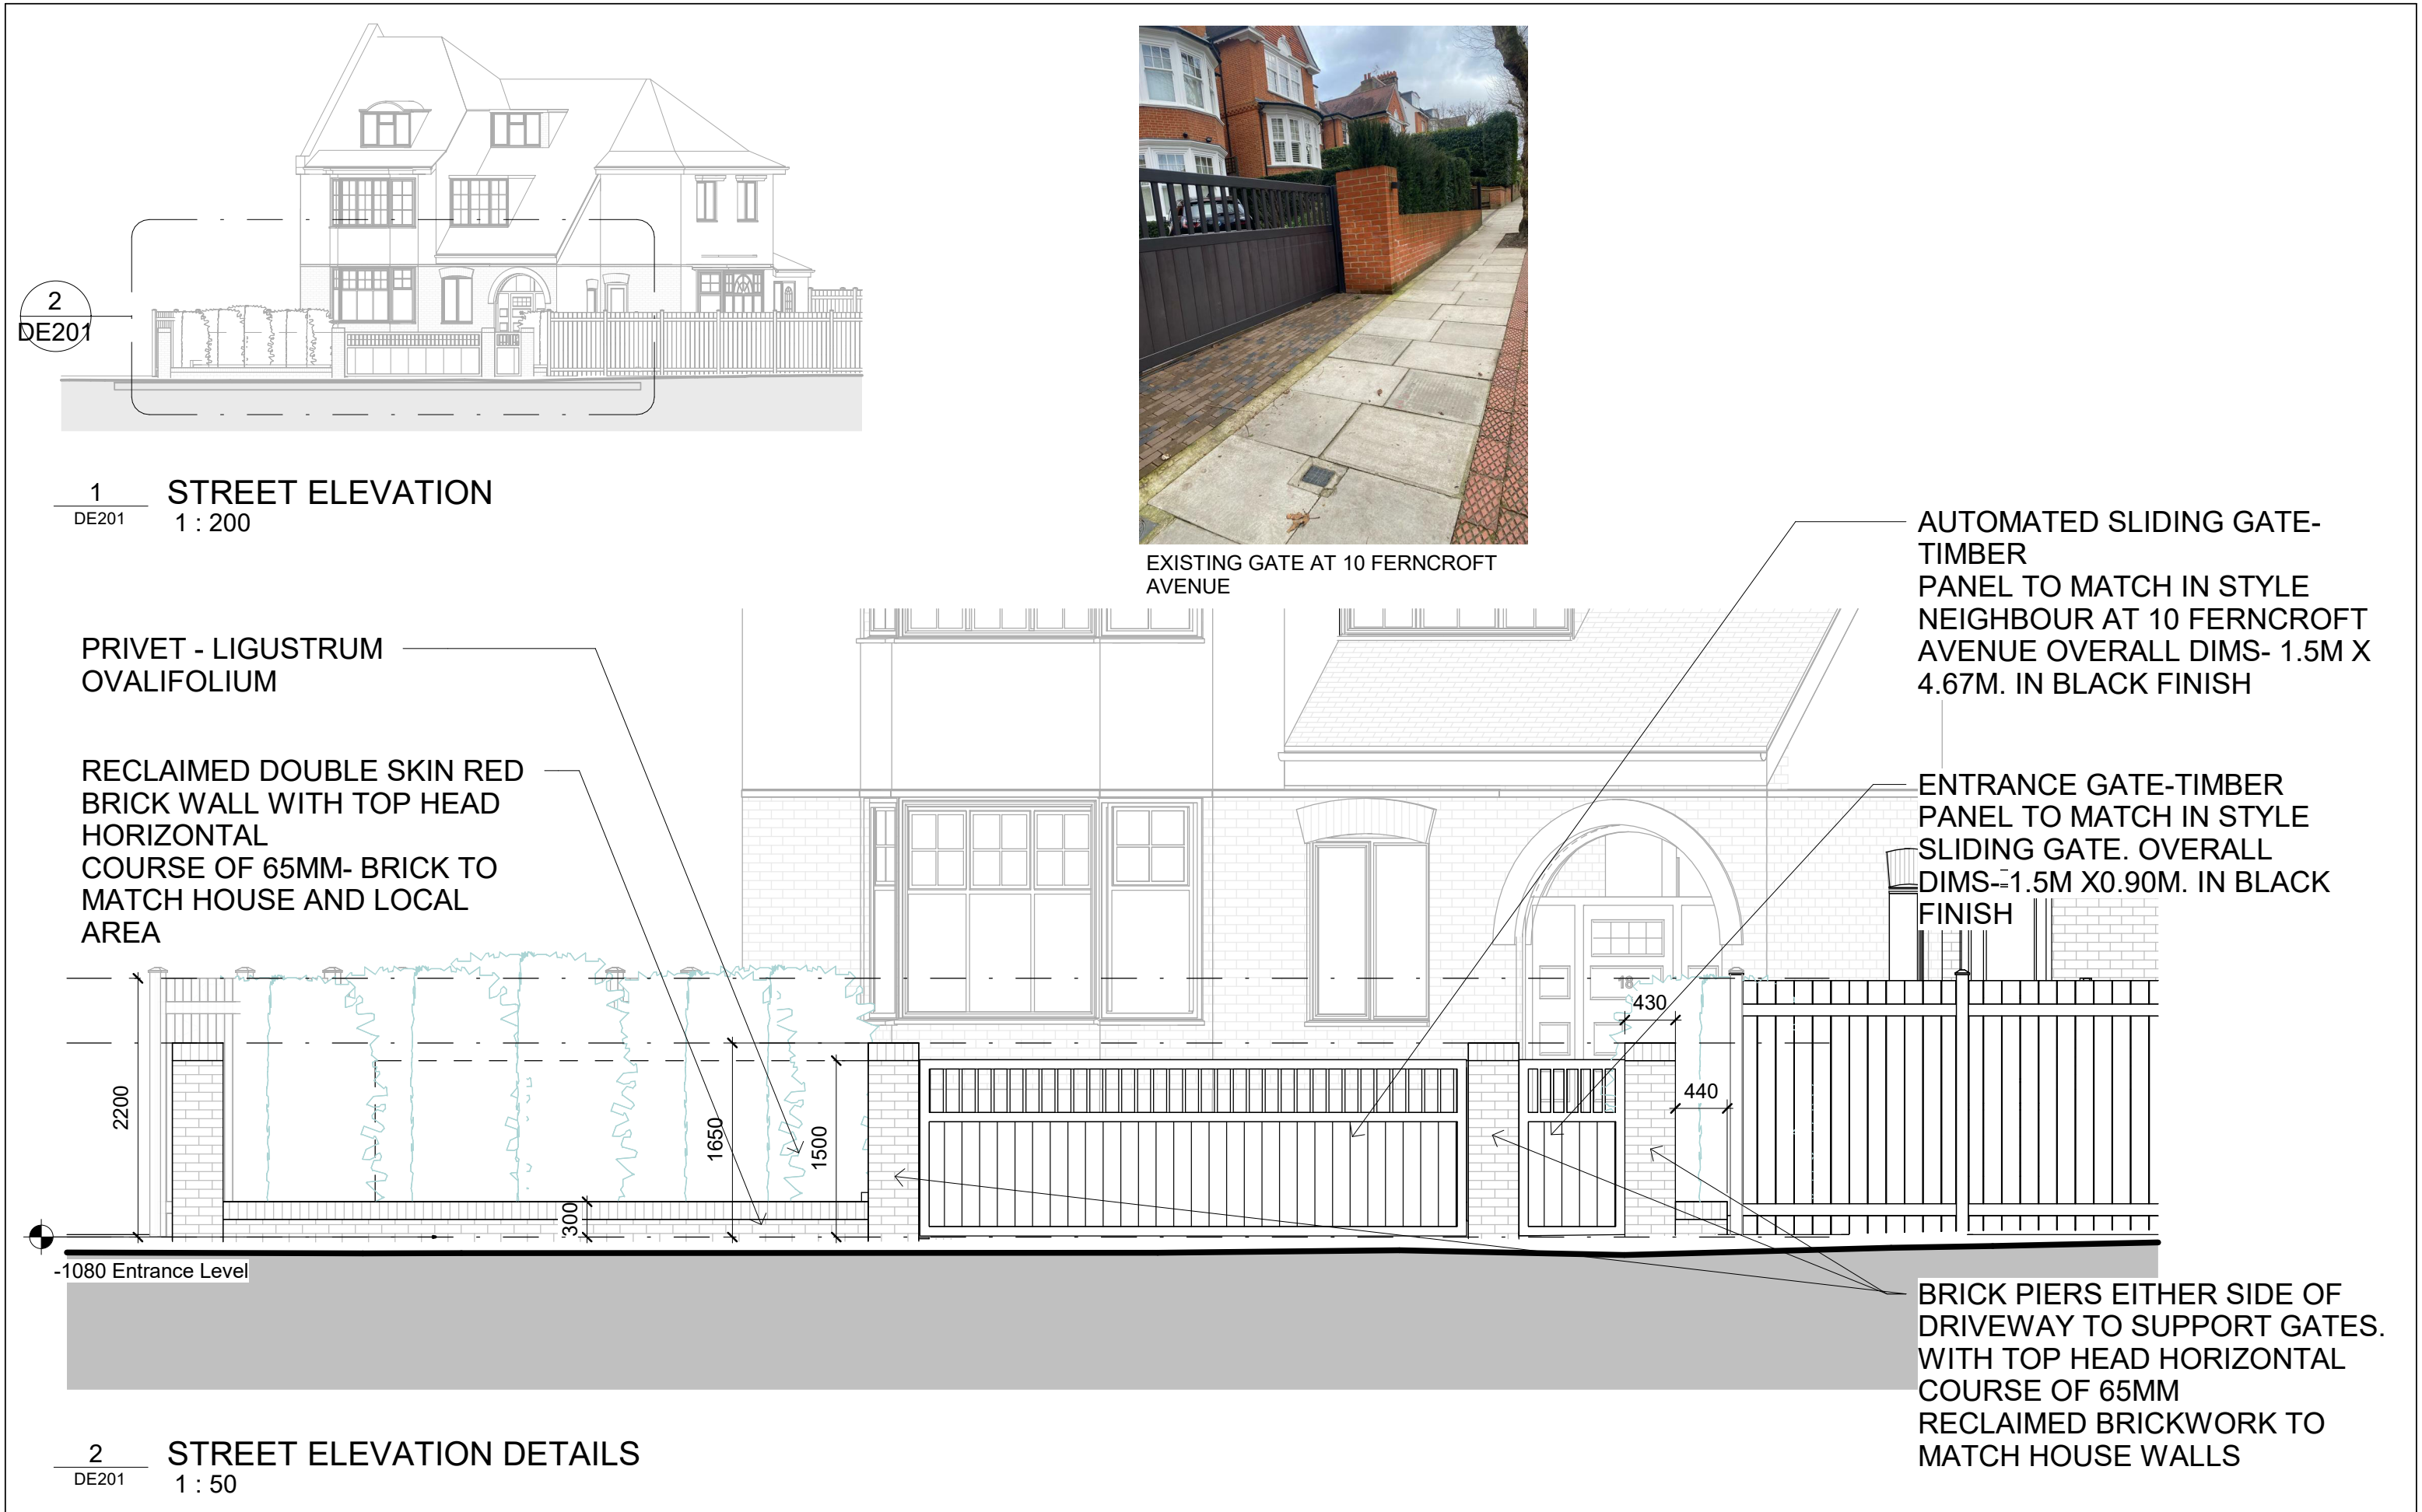 2
DE201
1
DE201
STREET ELEVATION
1 : 200
EXISTING GATE AT 10 FERNCROFT
AVENUE
AUTOMATED SLIDING GATE-
TIMBER
PANEL TO MATCH IN STYLE
NEIGHBOUR AT 10 FERNCROFT
AVENUE OVERALL DIMS- 1.5M X
4.67M. IN BLACK FINISH
PRIVET - LIGUSTRUM
OVALIFOLIUM
RECLAIMED DOUBLE SKIN RED
BRICK WALL WITH TOP HEAD
HORIZONTAL
COURSE OF 65MM- BRICK TO
MATCH HOUSE AND LOCAL
AREA
ENTRANCE GATE-TIMBER
PANEL TO MATCH IN STYLE
SLIDING GATE. OVERALL
DIMS- 1.5M X0.90M. IN BLACK
FINISH
18
430
440
2200
1650
1500
300
-1080 Entrance Level
BRICK PIERS EITHER SIDE OF
DRIVEWAY TO SUPPORT GATES.
WITH TOP HEAD HORIZONTAL
COURSE OF 65MM
RECLAIMED BRICKWORK TO
MATCH HOUSE WALLS
2
DE201
STREET ELEVATION DETAILS
1 : 50